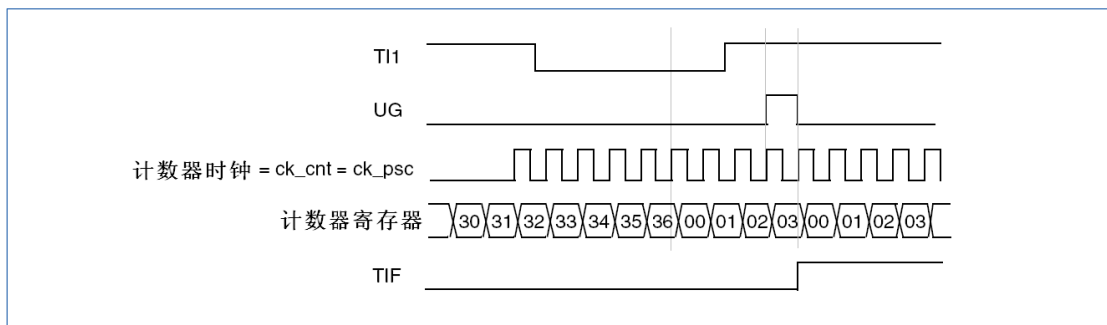 TI1
UG
计数器时钟 = ck_cnt = ck_psc
计数器寄存器 30 31 32 33 34 35 36 00 01 02 03 00 01 02 03
TIF